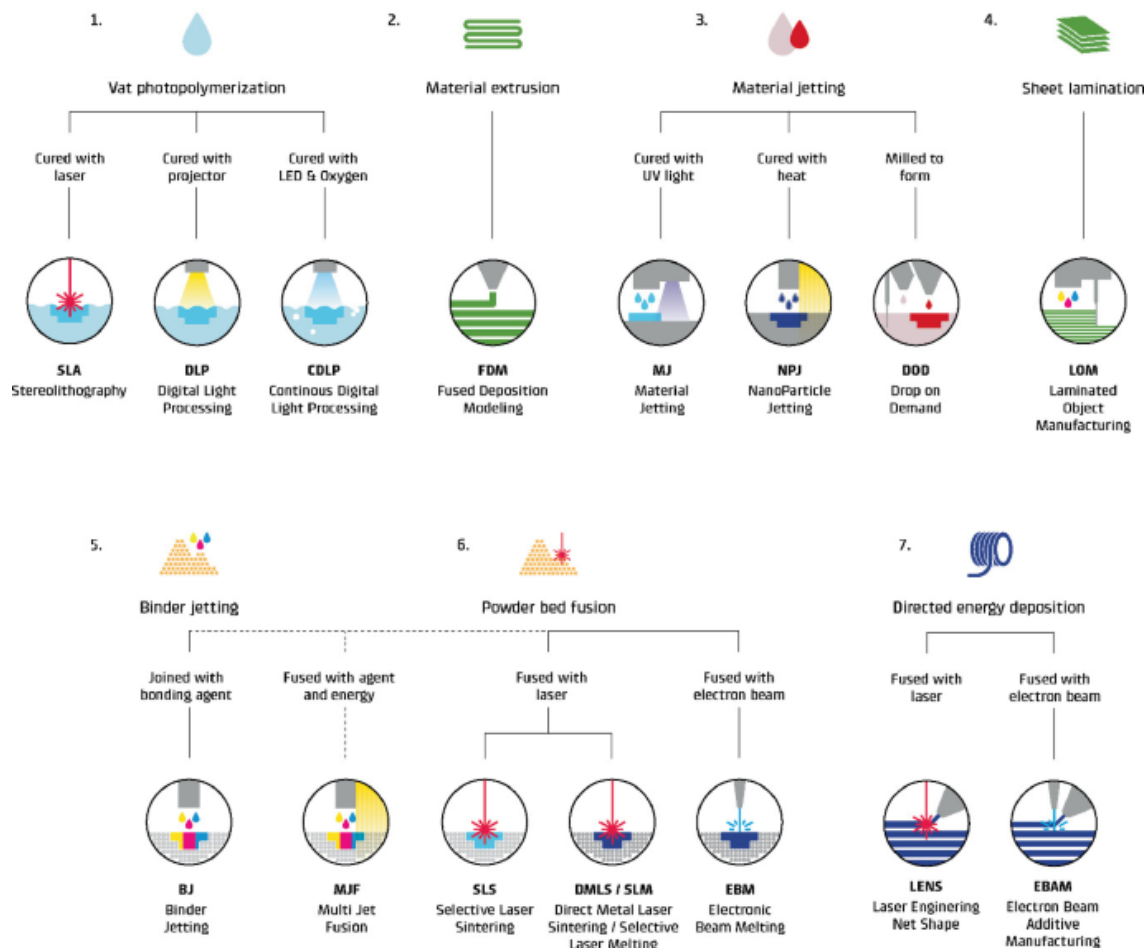 1.
Vat photopolymerization
Cured with
laser
Cured with
projector
Cured with
LED & Oxygen
SLA
Stereolithography
DLP
Digital Light
Processing
CDLP
Continous Digital
Light Processing
2.
Material extrusion
FDM
Fused Deposition
Modeling
3.
Material jetting
Cured with
UV light
Cured with
heat
Milled to
form
MJ
Material
Jetting
NPJ
NanoParticle
Jetting
DOD
Drop on
Demand
4.
Sheet lamination
LOM
Laminated
Object
Manufacturing
5.
Binder jetting
Joined with
bonding agent
BJ
Binder
Jetting
6.
Powder bed fusion
Fused with agent
and energy
Fused with
laser
Fused with
electron beam
MJF
Multi Jet
Fusion
SLS
Selective Laser
Sintering
DMLS / SLM
Direct Metal Laser
Sintering / Selective
Laser Melting
EBM
Electronic
Beam Melting
7.
Directed energy deposition
Fused with
laser
Fused with
electron beam
LENS
Laser Enginering
Net Shape
EBAM
Electron Beam
Additive
Manufacturing